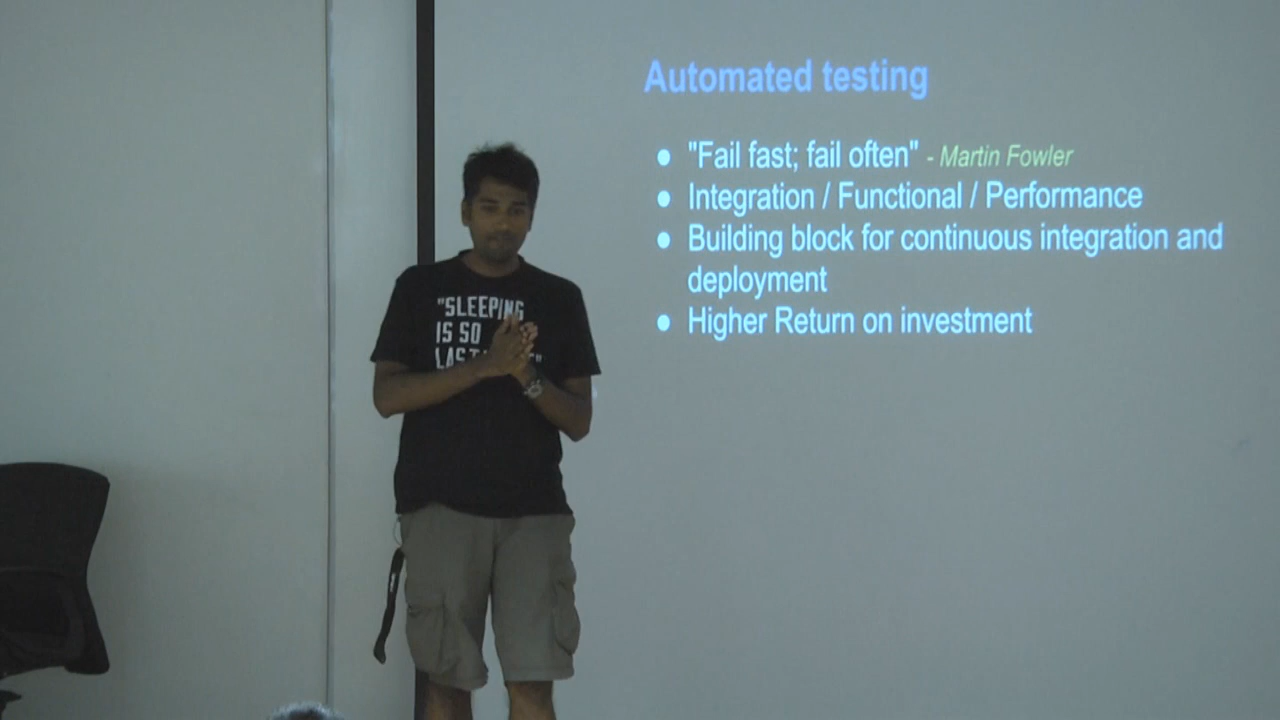 Automated testing
● "Fail fast; fail often" - Martin Fowler
● Integration / Functional / Performance
● Building block for continuous integration and
deployment
● Higher Return on investment
"SLEEPING
IS SO